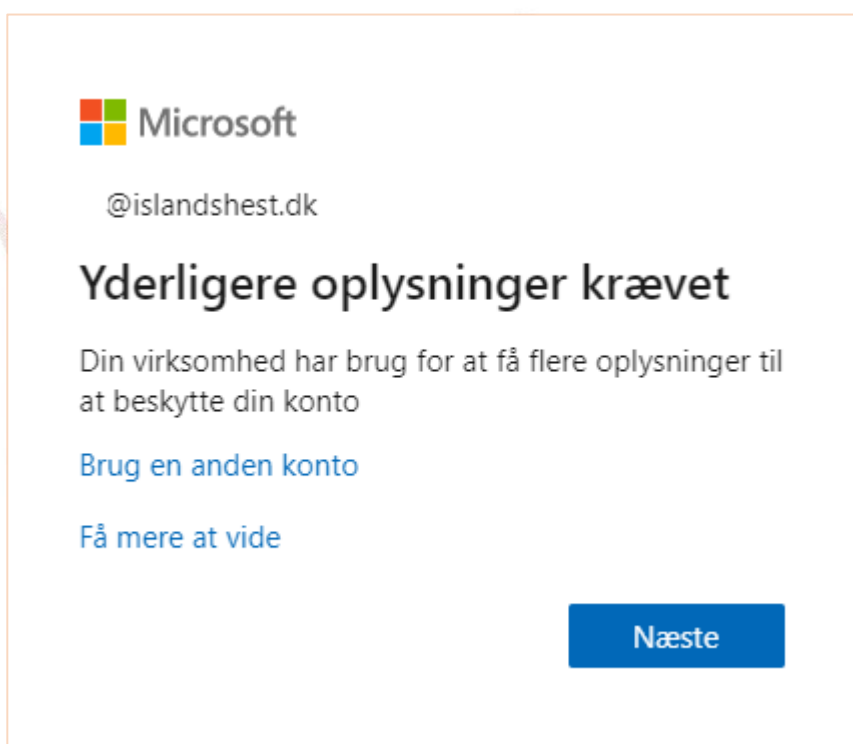 Microsoft
@islandshest.dk
Yderligere oplysninger krævet
Din virksomhed har brug for at få flere oplysninger til
at beskytte din konto
Brug en anden konto
Få mere at vide
Næste